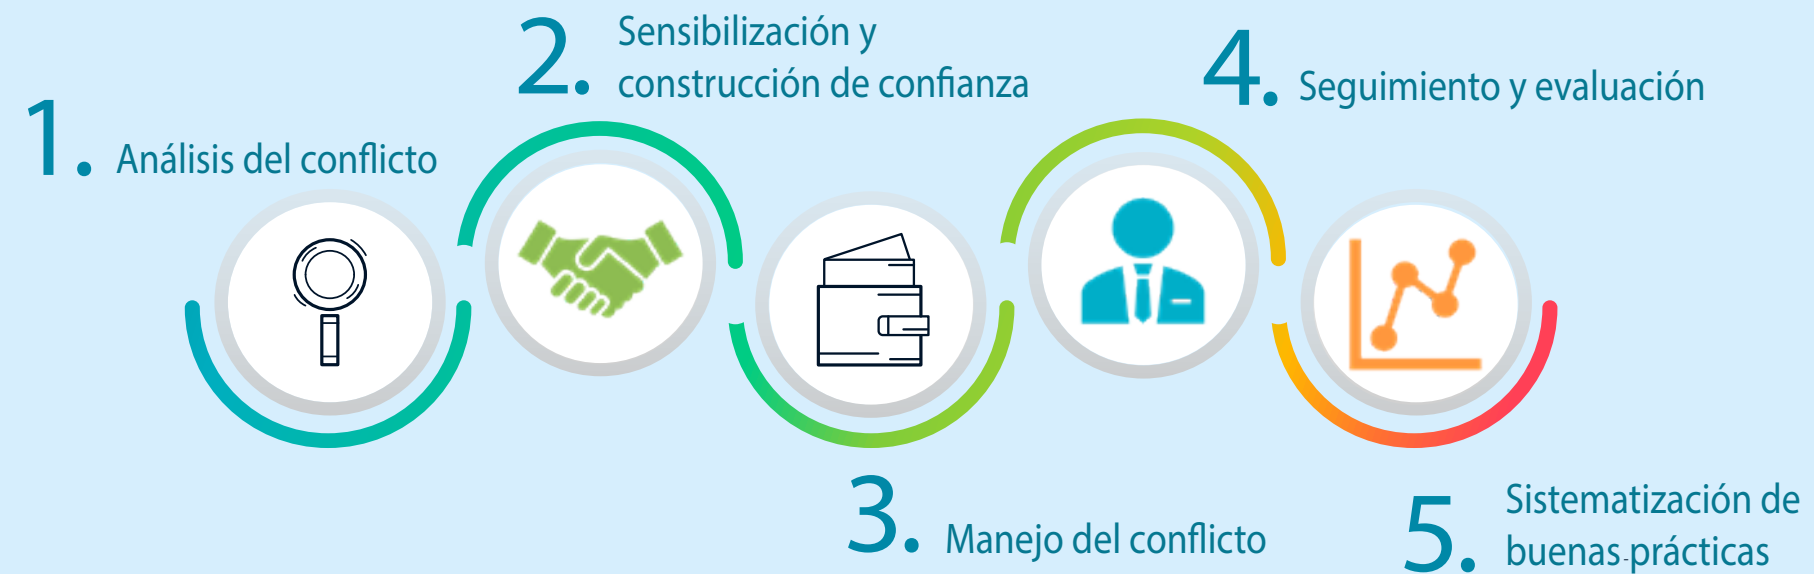 1. Análisis del conflicto
2. Sensibilización y
construcción de confianza
3. Manejo del conflicto
4. Seguimiento y evaluación
5. Sistematización de
buenas-prácticas